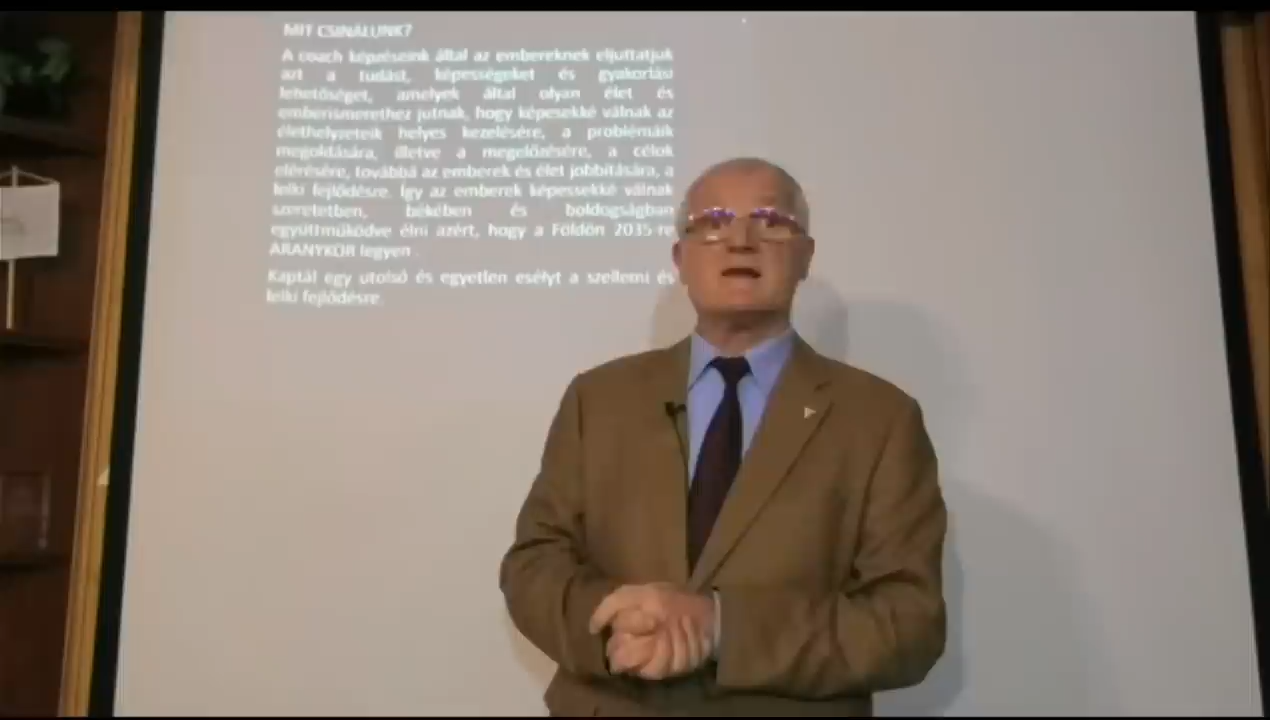 MIT CSINÁLUNK?
A coach képzéseink által az embereknek eljuttatjuk
azt a tudást, képességeket és gyakorlási
lehetőséget, amelyek által olyan élet és
emberismerethez jutnak, hogy képesekké válnak az
élethelyzeteik helyes kezelésére, a problémáik
megoldására, illetve a megelőzésére, a célok
elérésére, továbbá az emberek és élet jobbítására, a
lelki fejlődésre. Így az emberek képessekké válnak
szeretetben, békében és boldogságban
együttműködve élni azért, hogy a Földön 2035-re
ARANYKOR legyen .
Kaptál egy utolsó és egyetlen esélyt a szellemi és
lelki fejlődésre.